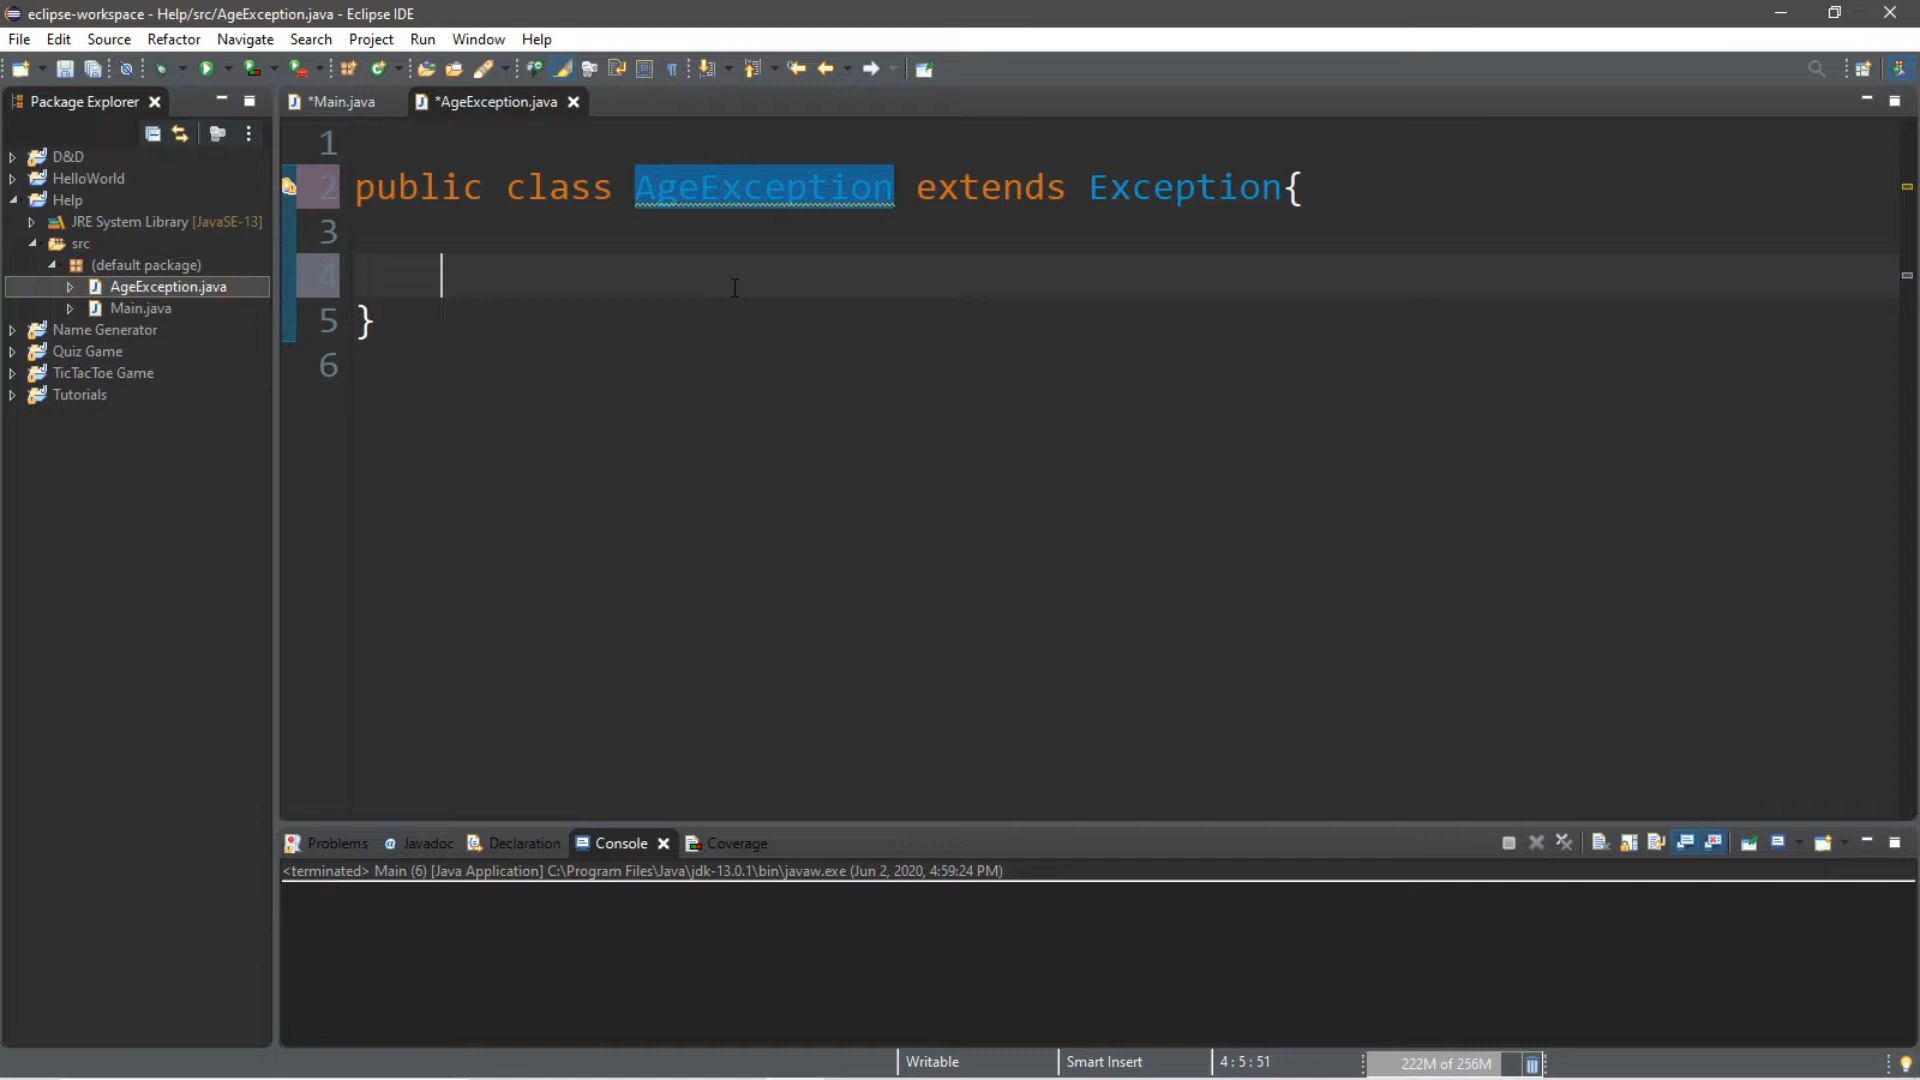 eclipse-workspace - Help/src/AgeException.java - Eclipse IDE
File Edit Source Refactor Navigate Search Project Run Window Help
Package Explorer
*Main.java
*AgeException.java
D&D
HelloWorld
Help
JRE System Library [JavaSE-13]
src
(default package)
AgeException.java
Main.java
Name Generator
Quiz Game
TicTacToe Game
Tutorials
1
2 public class AgeException extends Exception{
3
4
5 }
6
Problems @ Javadoc Declaration Console Coverage
<terminated> Main (6) [Java Application] C:\Program Files\Java\jdk-13.0.1\bin\javaw.exe (Jun 2, 2020, 4:59:24 PM)
Writable Smart Insert 4 : 5 : 51 222M of 256M